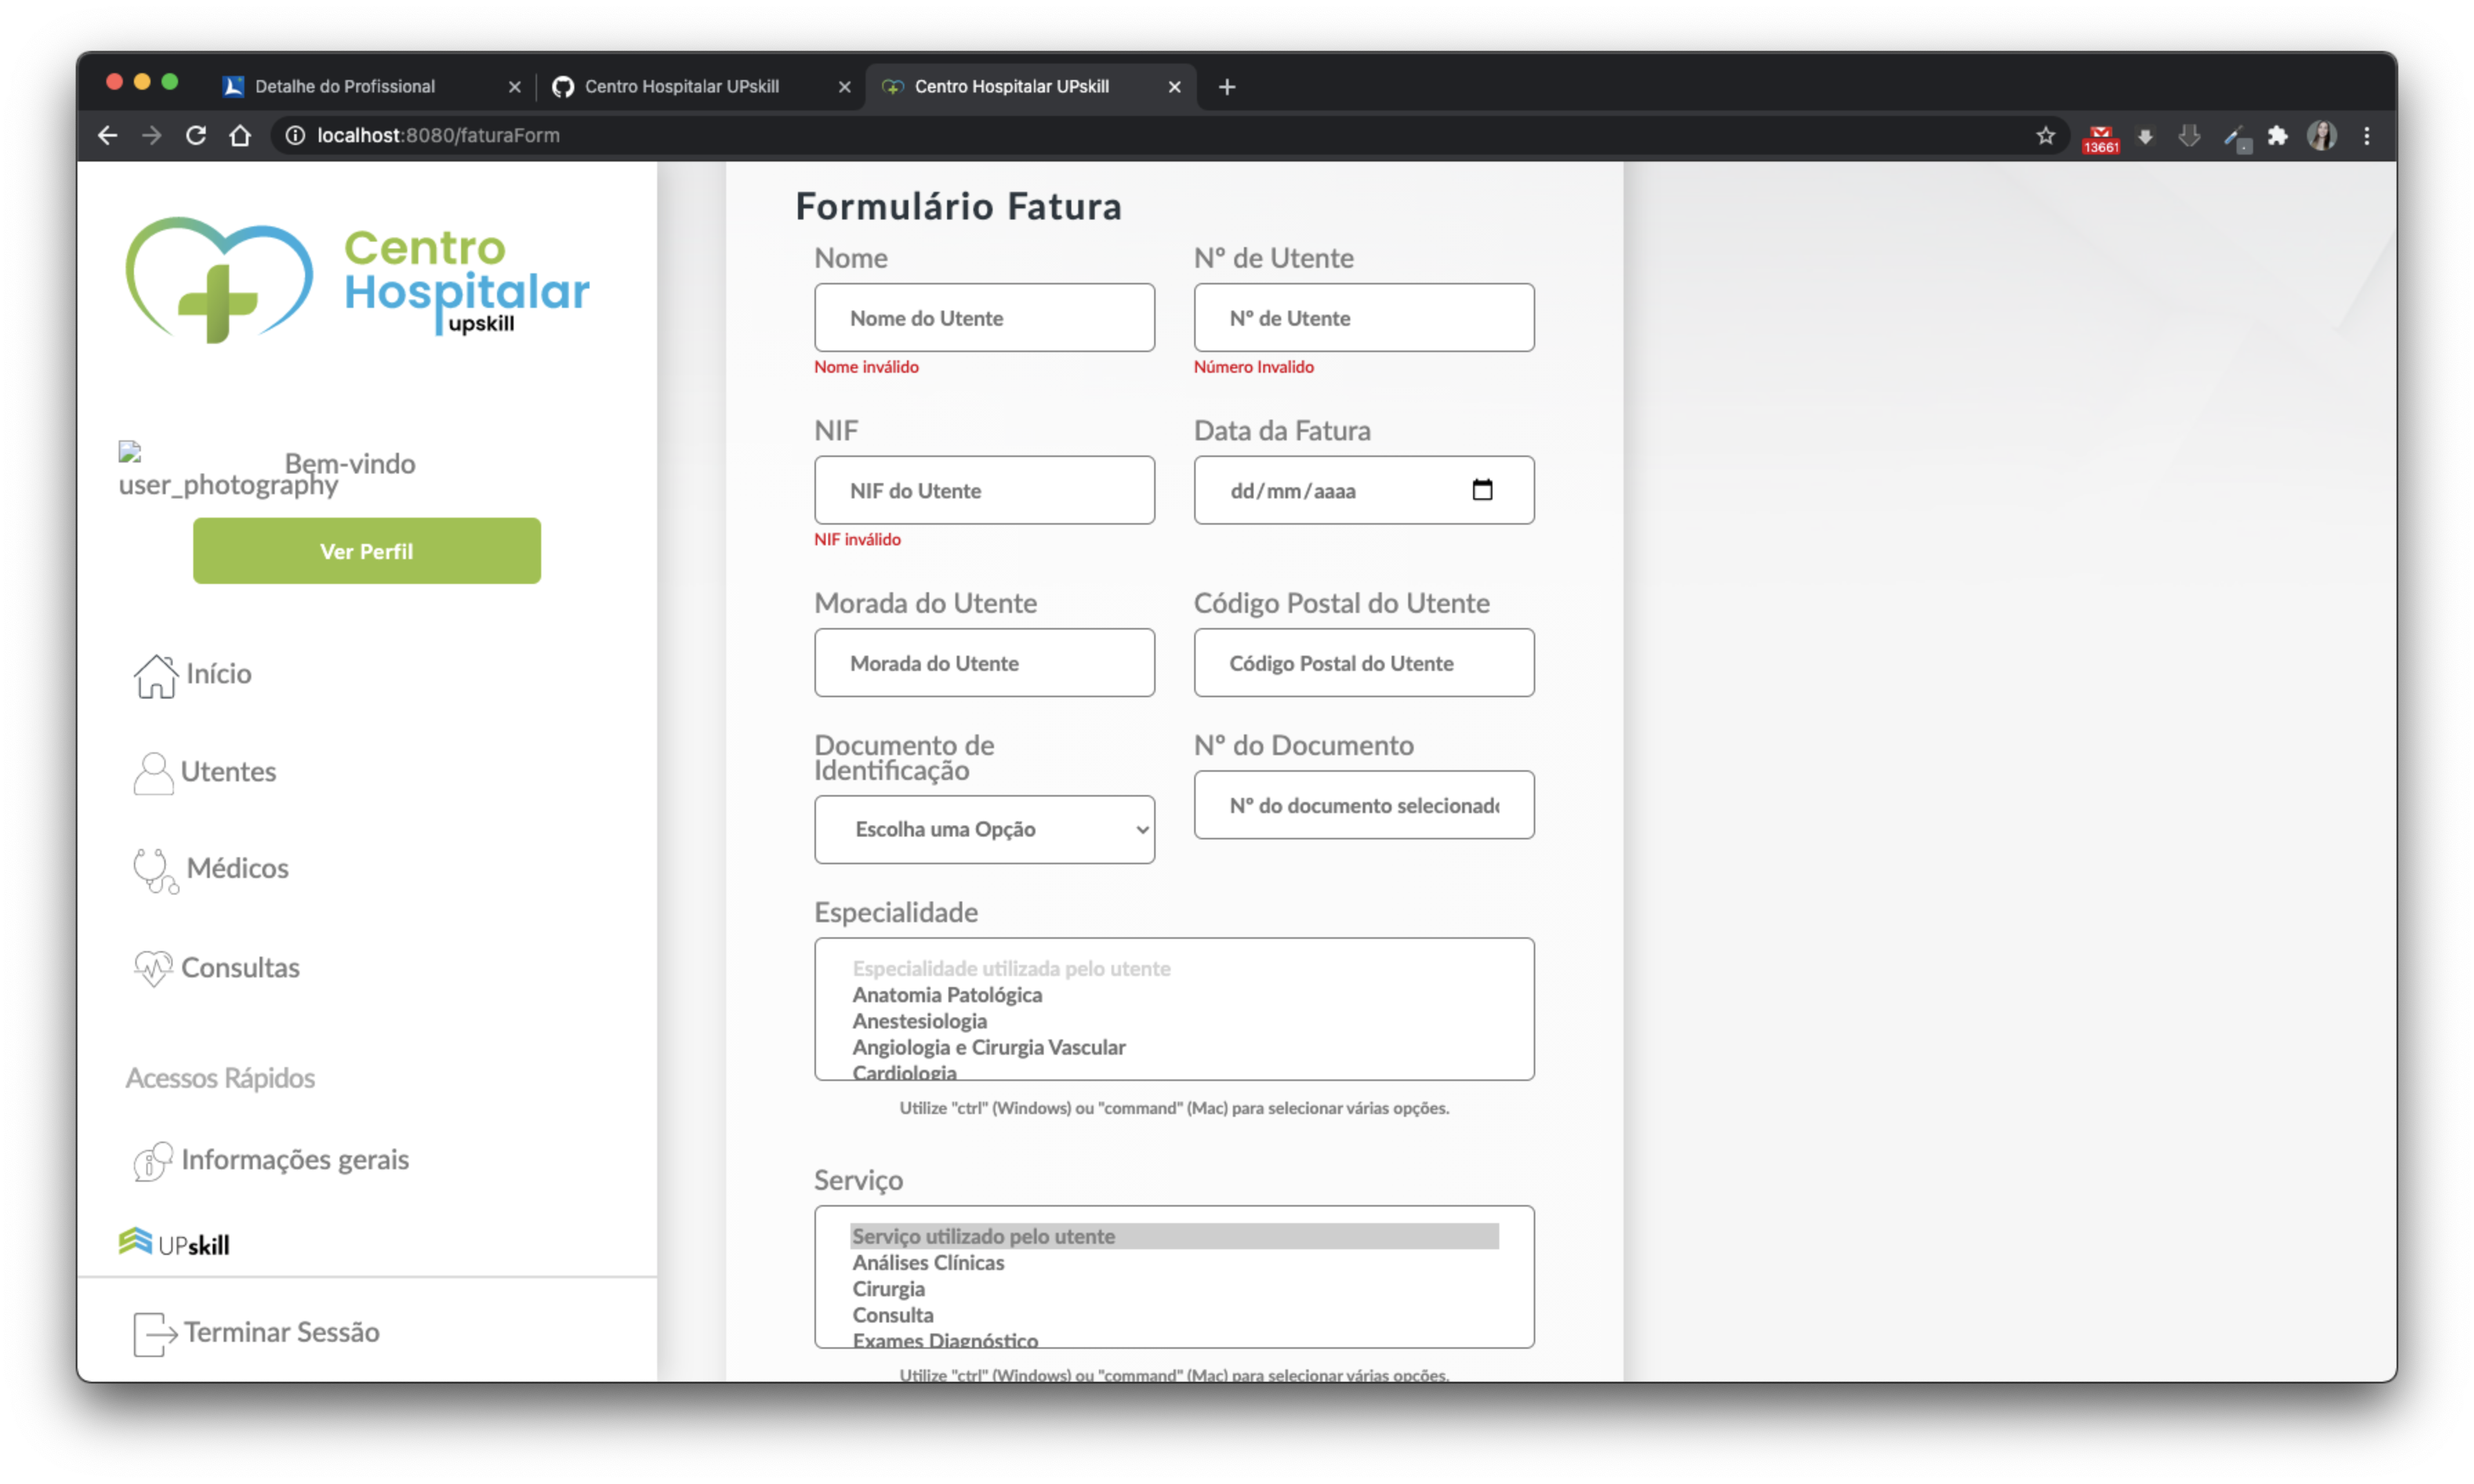 Detalhe do Profissional
Centro Hospitalar UPskill
Centro Hospitalar UPskill
localhost:8080/faturaForm
13661
Centro
Hospitalar
upskill
user_photography
Bem-vindo
Ver Perfil
Início
Utentes
Médicos
Consultas
Acessos Rápidos
Informações gerais
UPskill
Terminar Sessão
Formulário Fatura
Nome
Nº de Utente
Nome do Utente
Nº de Utente
Nome inválido
Número Invalido
NIF
Data da Fatura
NIF do Utente
dd/mm/aaaa
NIF inválido
Morada do Utente
Código Postal do Utente
Morada do Utente
Código Postal do Utente
Documento de
Identificação
Nº do Documento
Escolha uma Opção
Nº do documento selecionado
Especialidade
Especialidade utilizada pelo utente
Anatomia Patológica
Anestesiologia
Angiologia e Cirurgia Vascular
Cardiologia
Utilize "ctrl" (Windows) ou "command" (Mac) para selecionar várias opções.
Serviço
Serviço utilizado pelo utente
Análises Clínicas
Cirurgia
Consulta
Exames Diagnóstico
Utilize "ctrl" (Windows) ou "command" (Mac) para selecionar várias opções.